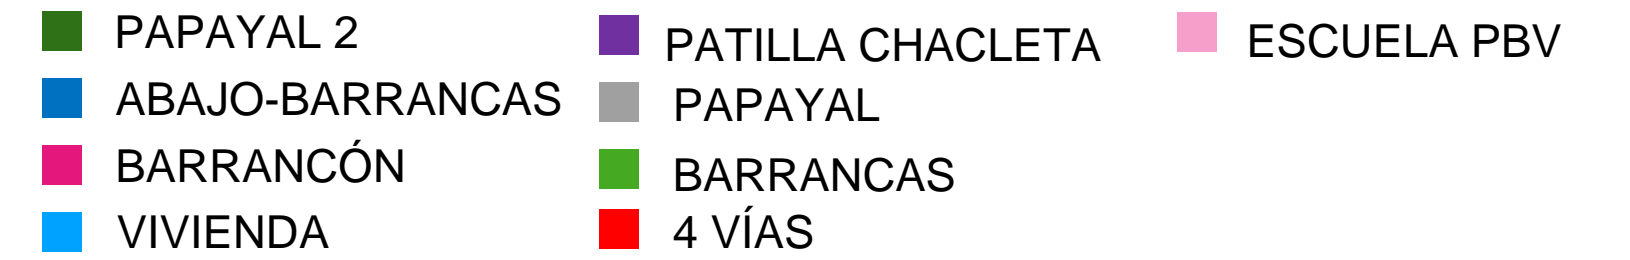 PAPAYAL 2
ABAJO-BARRANCAS
BARRANCÓN
VIVIENDA
PATILLA CHACLETA
PAPAYAL
BARRANCAS
4 VÍAS
ESCUELA PBV